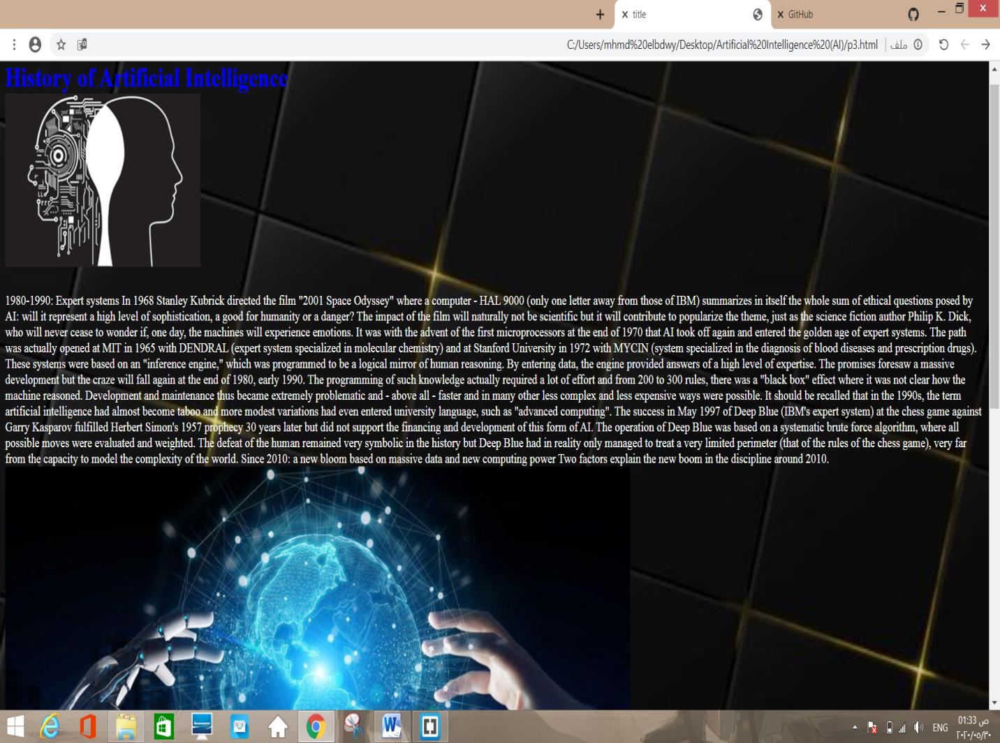 title
GitHub
C:/Users/mhmd%20elbdwy/Desktop/Artificial%20Intelligence%20(AI)/p3.html | ملف
History of Artificial Intelligence
1980-1990: Expert systems In 1968 Stanley Kubrick directed the film "2001 Space Odyssey" where a computer - HAL 9000 (only one letter away from those of IBM) summarizes in itself the whole sum of ethical questions posed by
AI: will it represent a high level of sophistication, a good for humanity or a danger? The impact of the film will naturally not be scientific but it will contribute to popularize the theme, just as the science fiction author Philip K. Dick,
who will never cease to wonder if, one day, the machines will experience emotions. It was with the advent of the first microprocessors at the end of 1970 that AI took off again and entered the golden age of expert systems. The path
was actually opened at MIT in 1965 with DENDRAL (expert system specialized in molecular chemistry) and at Stanford University in 1972 with MYCIN (system specialized in the diagnosis of blood diseases and prescription drugs).
These systems were based on an "inference engine," which was programmed to be a logical mirror of human reasoning. By entering data, the engine provided answers of a high level of expertise. The promises foresaw a massive
development but the craze will fall again at the end of 1980, early 1990. The programming of such knowledge actually required a lot of effort and from 200 to 300 rules, there was a "black box" effect where it was not clear how the
machine reasoned. Development and maintenance thus became extremely problematic and - above all - faster and in many other less complex and less expensive ways were possible. It should be recalled that in the 1990s, the term
artificial intelligence had almost become taboo and more modest variations had even entered university language, such as "advanced computing". The success in May 1997 of Deep Blue (IBM's expert system) at the chess game against
Garry Kasparov fulfilled Herbert Simon's 1957 prophecy 30 years later but did not support the financing and development of this form of AI. The operation of Deep Blue was based on a systematic brute force algorithm, where all
possible moves were evaluated and weighted. The defeat of the human remained very symbolic in the history but Deep Blue had in reality only managed to treat a very limited perimeter (that of the rules of the chess game), very far
from the capacity to model the complexity of the world. Since 2010: a new bloom based on massive data and new computing power Two factors explain the new boom in the discipline around 2010.
ENG
01:33 ص
٢٠٢٠/٠٥/٣٠